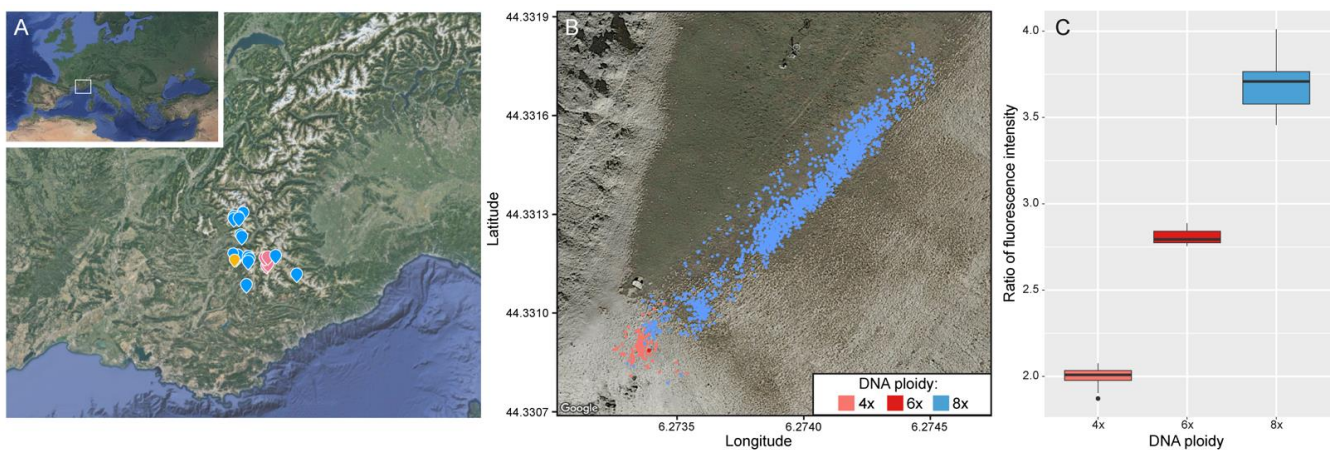 A
B
44.3319
44.3316
44.3313
44.3310
44.3307
Latitude
6.2735
6.2740
6.2745
Longitude
Google
DNA ploidy:
4x 6x 8x
C
4.0
3.5
3.0
2.5
2.0
Ratio of fluorescence intensity
4x 6x 8x
DNA ploidy